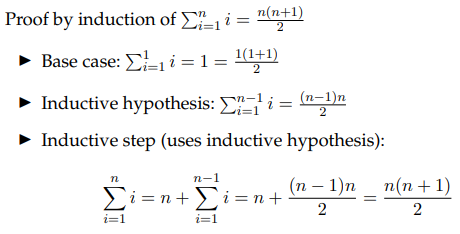 Proof by induction of $\sum_{i=1}^{n} i = \frac{n(n+1)}{2}$
▶ Base case: $\sum_{i=1}^{1} i = 1 = \frac{1(1+1)}{2}$
▶ Inductive hypothesis: $\sum_{i=1}^{n-1} i = \frac{(n-1)n}{2}$
▶ Inductive step (uses inductive hypothesis):
$\sum_{i=1}^{n} i = n + \sum_{i=1}^{n-1} i = n + \frac{(n-1)n}{2} = \frac{n(n+1)}{2}$